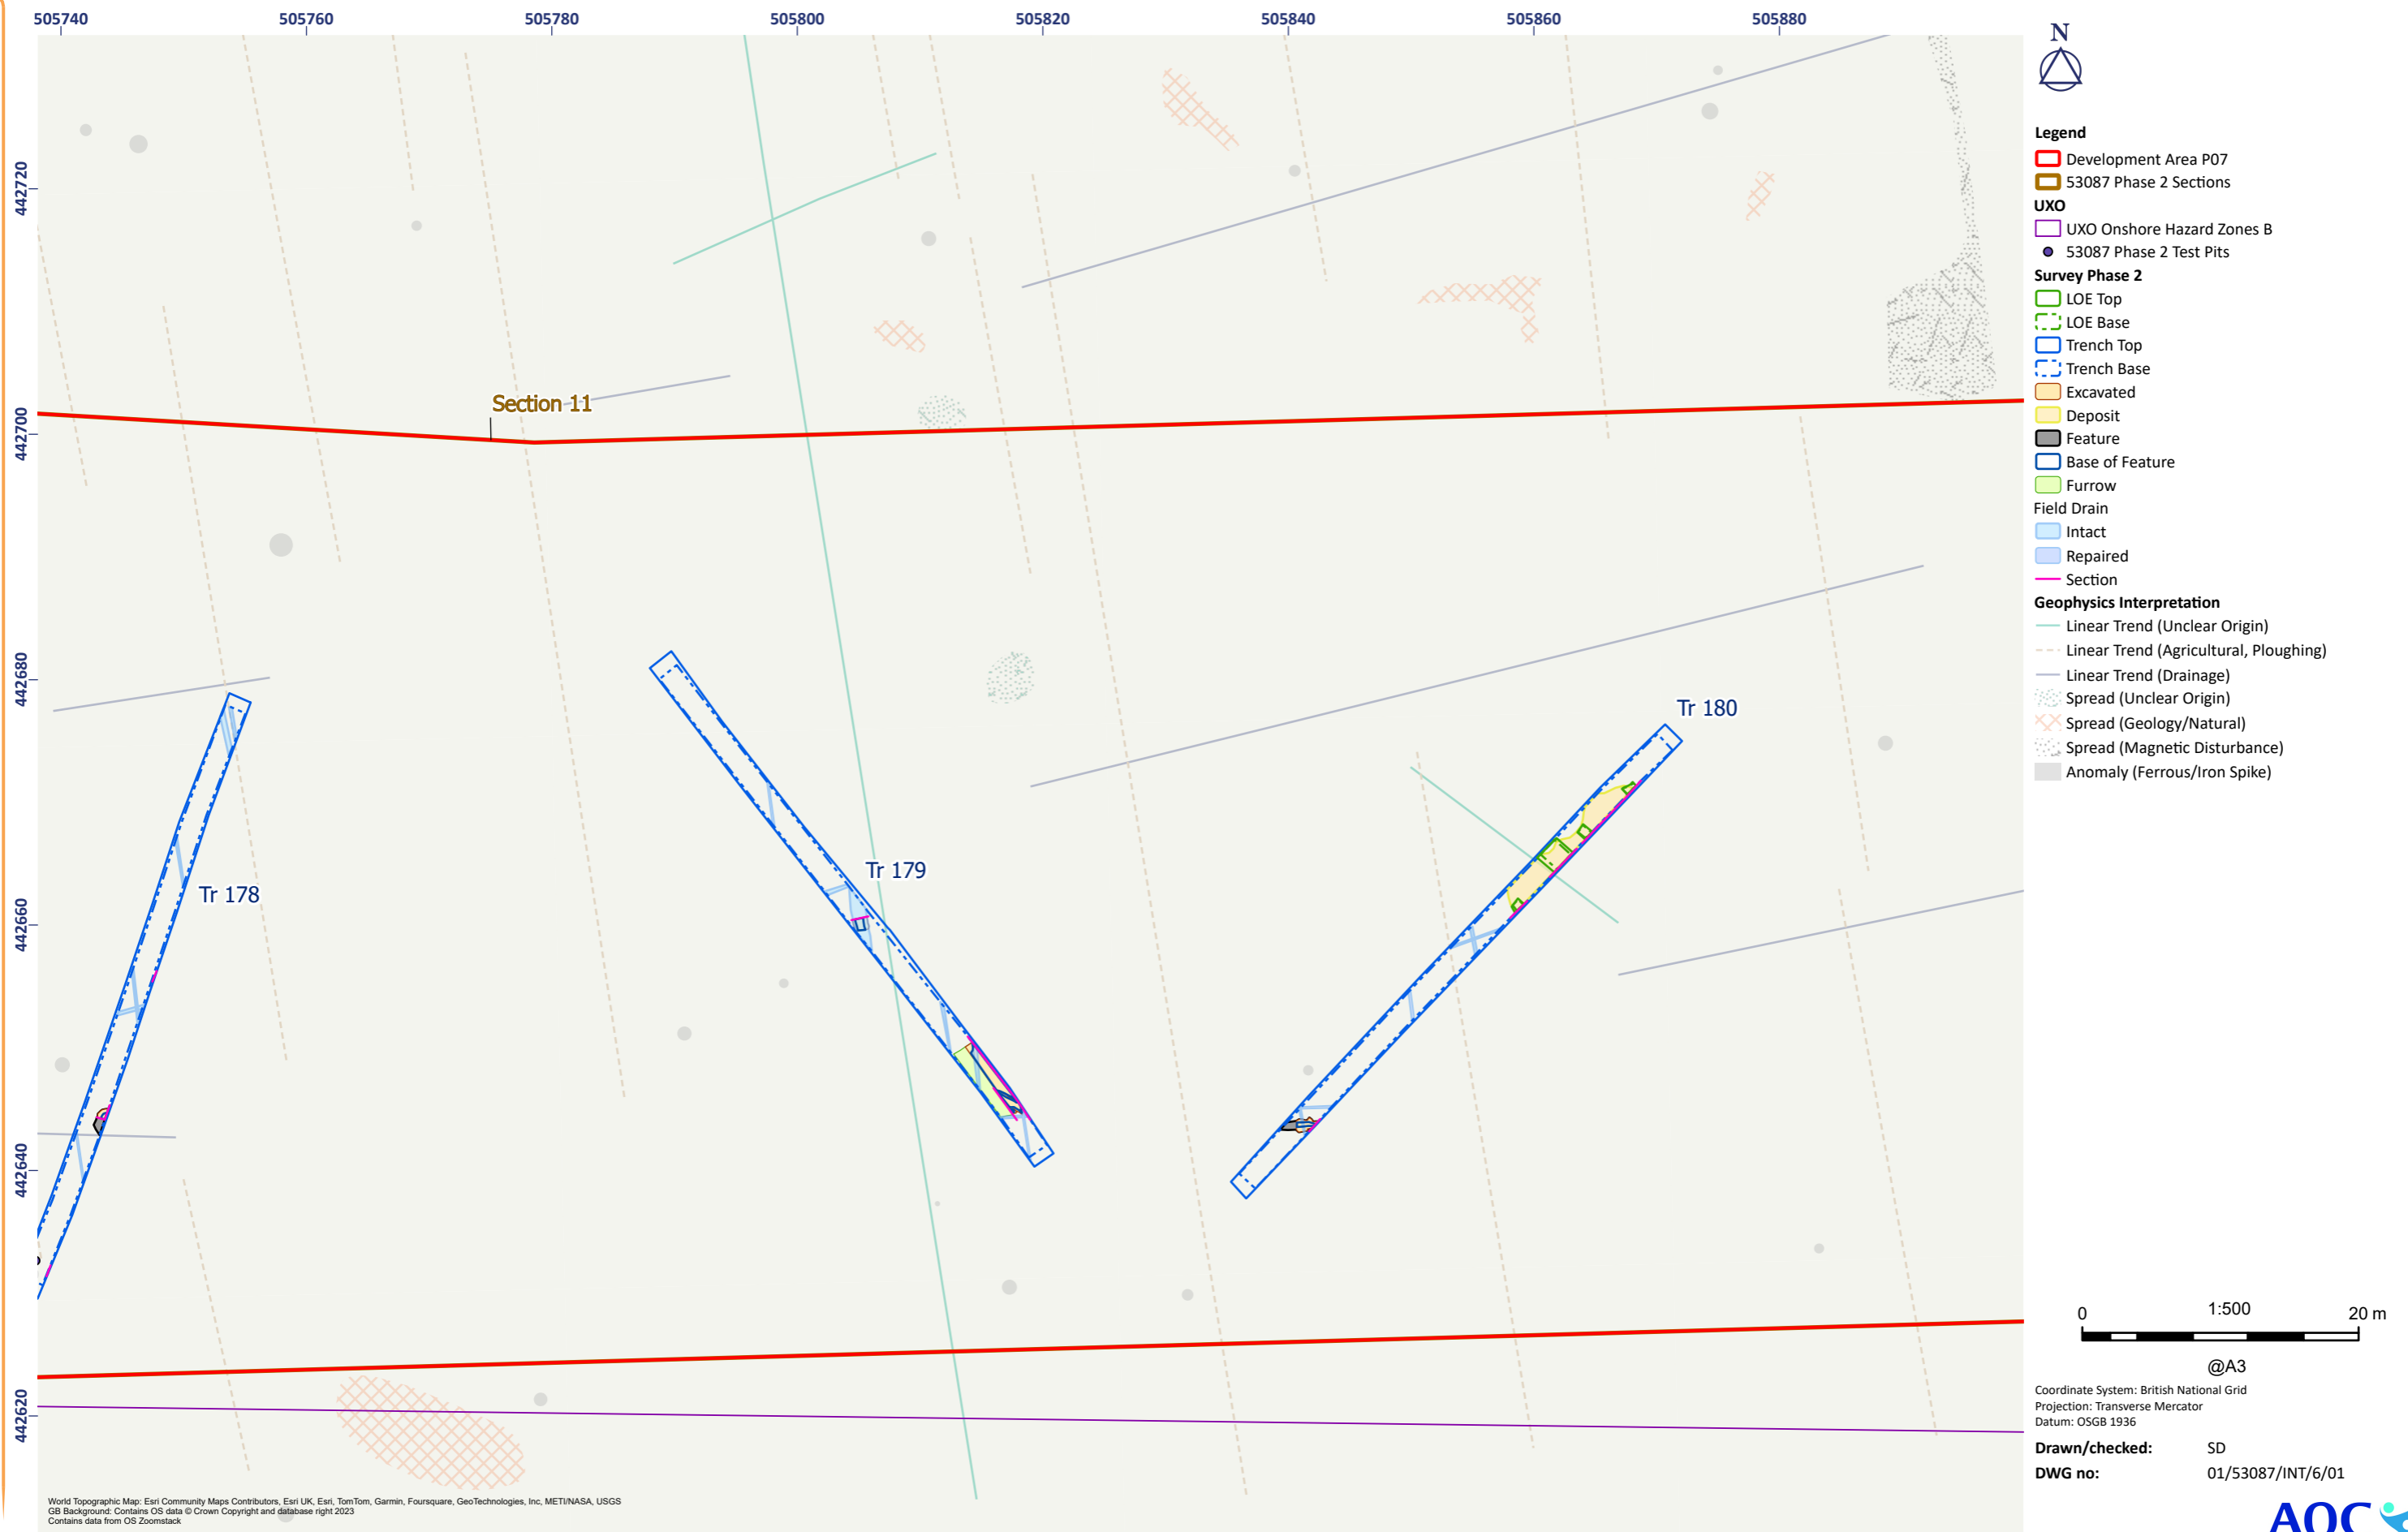 505740 505760 505780 505800 505820 505840 505860 505880
442720
442700
442680
442660
442640
442620
Section 11
Tr 178
Tr 179
Tr 180
N
Legend
Development Area P07
53087 Phase 2 Sections
UXO
UXO Onshore Hazard Zones B
53087 Phase 2 Test Pits
Survey Phase 2
LOE Top
LOE Base
Trench Top
Trench Base
Excavated
Deposit
Feature
Base of Feature
Furrow
Field Drain
Intact
Repaired
Section
Geophysics Interpretation
Linear Trend (Unclear Origin)
Linear Trend (Agricultural, Ploughing)
Linear Trend (Drainage)
Spread (Unclear Origin)
Spread (Geology/Natural)
Spread (Magnetic Disturbance)
Anomaly (Ferrous/Iron Spike)
0 1:500 20 m
@A3
Coordinate System: British National Grid
Projection: Transverse Mercator
Datum: OSGB 1936
Drawn/checked: SD
DWG no: 01/53087/INT/6/01
AOC
World Topographic Map: Esri Community Maps Contributors, Esri UK, Esri, TomTom, Garmin, Foursquare, GeoTechnologies, Inc, METI/NASA, USGS
GB Background: Contains OS data © Crown Copyright and database right 2023
Contains data from OS Zoomstack